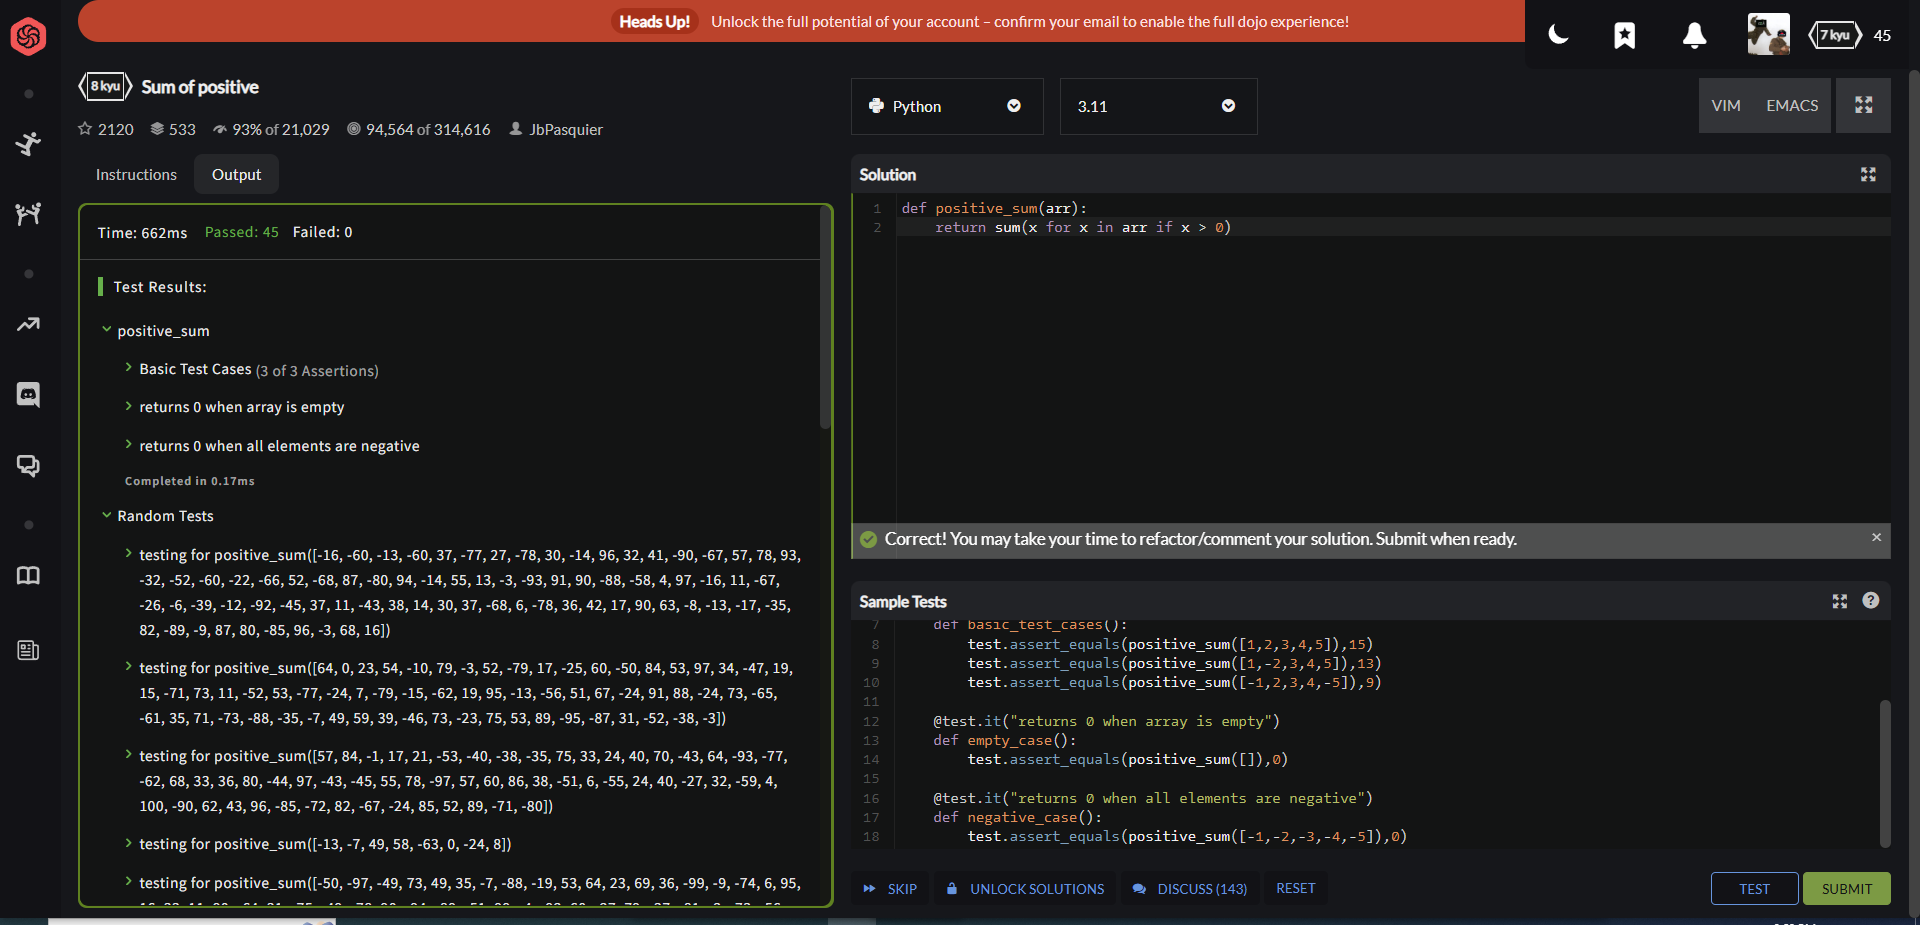 Heads Up! Unlock the full potential of your account – confirm your email to enable the full dojo experience!
7 kyu 45
8 kyu Sum of positive
2120 533 93% of 21,029 94,564 of 314,616 JbPasquier
Instructions Output
Time: 662ms Passed: 45 Failed: 0
Test Results:
positive_sum
Basic Test Cases (3 of 3 Assertions)
returns 0 when array is empty
returns 0 when all elements are negative
Completed in 0.17ms
Random Tests
testing for positive_sum([-16, -60, -13, -60, 37, -77, 27, -78, 30, -14, 96, 32, 41, -90, -67, 57, 78, 93,
-32, -52, -60, -22, -66, 52, -68, 87, -80, 94, -14, 55, 13, -3, -93, 91, 90, -88, -58, 4, 97, -16, 11, -67,
-26, -6, -39, -12, -92, -45, 37, 11, -43, 38, 14, 30, 37, -68, 6, -78, 36, 42, 17, 90, 63, -8, -13, -17, -35,
82, -89, -9, 87, 80, -85, 96, -3, 68, 16])
testing for positive_sum([64, 0, 23, 54, -10, 79, -3, 52, -79, 17, -25, 60, -50, 84, 53, 97, 34, -47, 19,
15, -71, 73, 11, -52, 53, -77, -24, 7, -79, -15, -62, 19, 95, -13, -56, 51, 67, -24, 91, 88, -24, 73, -65,
-61, 35, 71, -73, -88, -35, -7, 49, 59, 39, -46, 73, -23, 75, 53, 89, -95, -87, 31, -52, -38, -3])
testing for positive_sum([57, 84, -1, 17, 21, -53, -40, -38, -35, 75, 33, 24, 40, 70, -43, 64, -93, -77,
-62, 68, 33, 36, 80, -44, 97, -43, -45, 55, 78, -97, 57, 60, 86, 38, -51, 6, -55, 24, 40, -27, 32, -59, 4,
100, -90, 62, 43, 96, -85, -72, 82, -67, -24, 85, 52, 89, -71, -80])
testing for positive_sum([-13, -7, 49, 58, -63, 0, -24, 8])
testing for positive_sum([-50, -97, -49, 73, 49, 35, -7, -88, -19, 53, 64, 23, 69, 36, -99, -9, -74, 6, 95,
Python 3.11
VIM EMACS
Solution
1 def positive_sum(arr):
2 return sum(x for x in arr if x > 0)
Correct! You may take your time to refactor/comment your solution. Submit when ready. ×
Sample Tests ?
7 def basic_test_cases():
8 test.assert_equals(positive_sum([1,2,3,4,5]),15)
9 test.assert_equals(positive_sum([1,-2,3,4,5]),13)
10 test.assert_equals(positive_sum([-1,2,3,4,-5]),9)
11
12 @test.it("returns 0 when array is empty")
13 def empty_case():
14 test.assert_equals(positive_sum([]),0)
15
16 @test.it("returns 0 when all elements are negative")
17 def negative_case():
18 test.assert_equals(positive_sum([-1,-2,-3,-4,-5]),0)
SKIP UNLOCK SOLUTIONS DISCUSS (143) RESET TEST SUBMIT